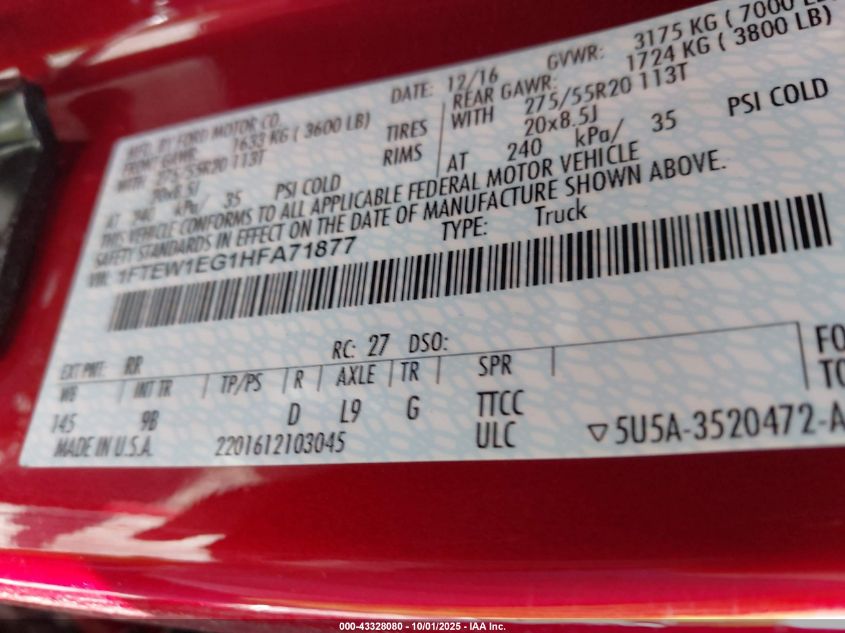 MFD. BY FORD MOTOR CO. DATE: 12/16 GVWR: 3175 KG ( 7000 LB
FRONT GAWR: 1633 KG ( 3600 LB) REAR GAWR: 1724 KG ( 3800 LB)
WITH 275/55R20 113T TIRES WITH 275/55R20 113T
20x8.5J RIMS 20x8.5J
AT 240 kPa/ 35 PSI COLD AT 240 kPa/ 35 PSI COLD
THIS VEHICLE CONFORMS TO ALL APPLICABLE FEDERAL MOTOR VEHICLE
SAFETY STANDARDS IN EFFECT ON THE DATE OF MANUFACTURE SHOWN ABOVE.
VIN: 1FTEW1EG1HFA71877 TYPE: Truck
EXT PNT: RR RC: 27 DSO:
WB INT TR TP/PS R AXLE TR SPR
145 9B D L9 G TTCC
MADE IN U.S.A. 2201612103045 ULC 5U5A-3520472-A
FO
TO
000-43328080 - 10/01/2025 - IAA Inc.